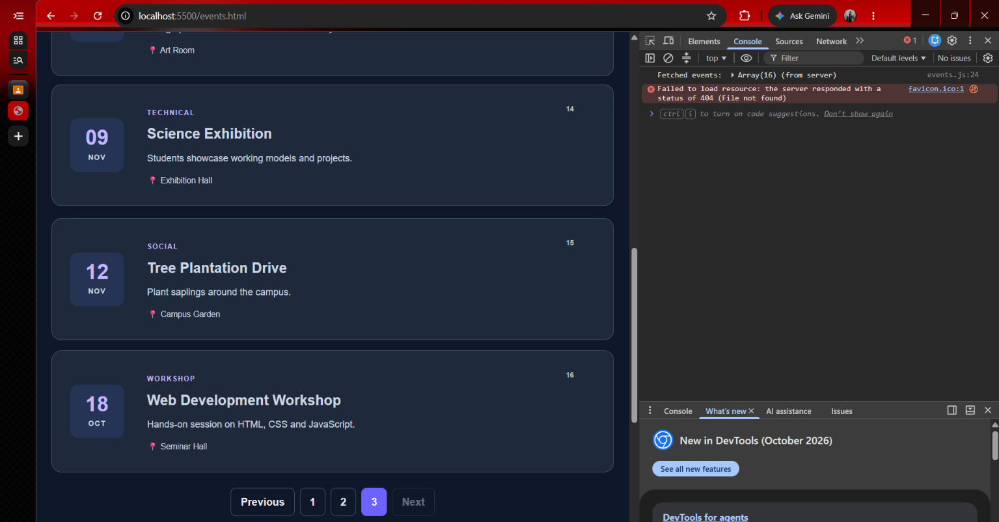 localhost:5500/events.html
Ask Gemini
Art Room
TECHNICAL
14
09
NOV
Science Exhibition
Students showcase working models and projects.
Exhibition Hall
SOCIAL
15
12
NOV
Tree Plantation Drive
Plant saplings around the campus.
Campus Garden
WORKSHOP
16
18
OCT
Web Development Workshop
Hands-on session on HTML, CSS and JavaScript.
Seminar Hall
Previous 1 2 3 Next
Elements Console Sources Network 1
top Filter Default levels No issues
Fetched events: Array(16) (from server) events.js:24
Failed to load resource: the server responded with a favicon.ico:1
status of 404 (File not found)
ctrl i to turn on code suggestions. Don't show again
Console What's new AI assistance Issues
New in DevTools (October 2026)
See all new features
DevTools for agents